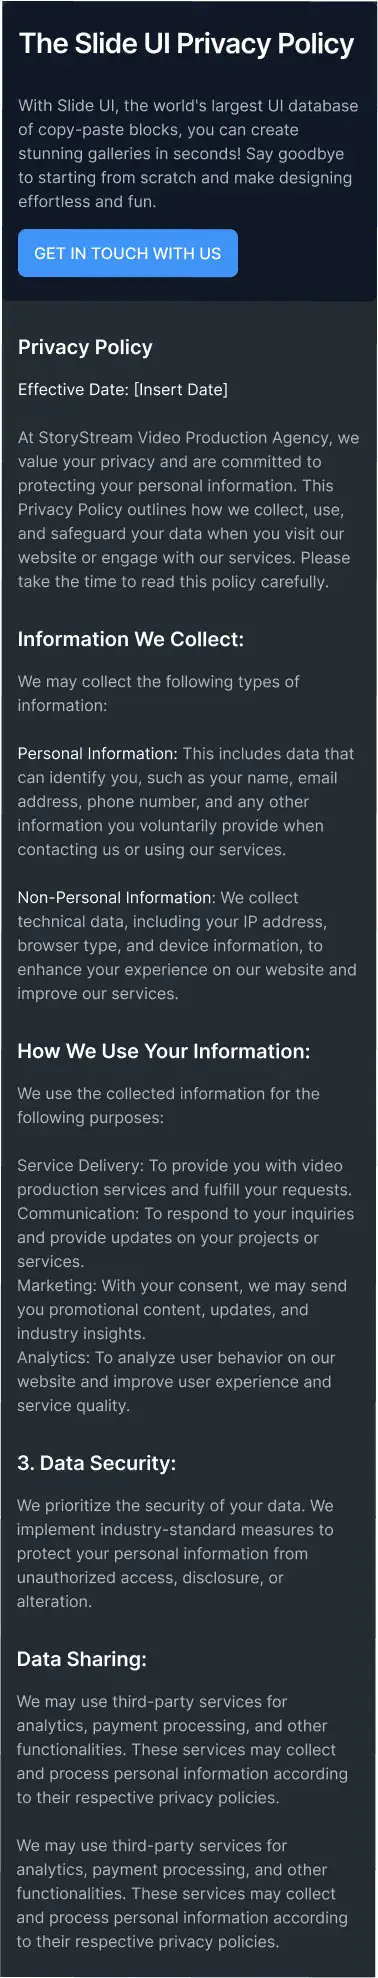 The Slide UI Privacy Policy
With Slide UI, the world's largest UI database
of copy-paste blocks, you can create
stunning galleries in seconds! Say goodbye
to starting from scratch and make designing
effortless and fun.
GET IN TOUCH WITH US
Privacy Policy
Effective Date: [Insert Date]
At StoryStream Video Production Agency, we
value your privacy and are committed to
protecting your personal information. This
Privacy Policy outlines how we collect, use,
and safeguard your data when you visit our
website or engage with our services. Please
take the time to read this policy carefully.
Information We Collect:
We may collect the following types of
information:
Personal Information: This includes data that
can identify you, such as your name, email
address, phone number, and any other
information you voluntarily provide when
contacting us or using our services.
Non-Personal Information: We collect
technical data, including your IP address,
browser type, and device information, to
enhance your experience on our website and
improve our services.
How We Use Your Information:
We use the collected information for the
following purposes:
Service Delivery: To provide you with video
production services and fulfill your requests.
Communication: To respond to your inquiries
and provide updates on your projects or
services.
Marketing: With your consent, we may send
you promotional content, updates, and
industry insights.
Analytics: To analyze user behavior on our
website and improve user experience and
service quality.
3. Data Security:
We prioritize the security of your data. We
implement industry-standard measures to
protect your personal information from
unauthorized access, disclosure, or
alteration.
Data Sharing:
We may use third-party services for
analytics, payment processing, and other
functionalities. These services may collect
and process personal information according
to their respective privacy policies.
We may use third-party services for
analytics, payment processing, and other
functionalities. These services may collect
and process personal information according
to their respective privacy policies.